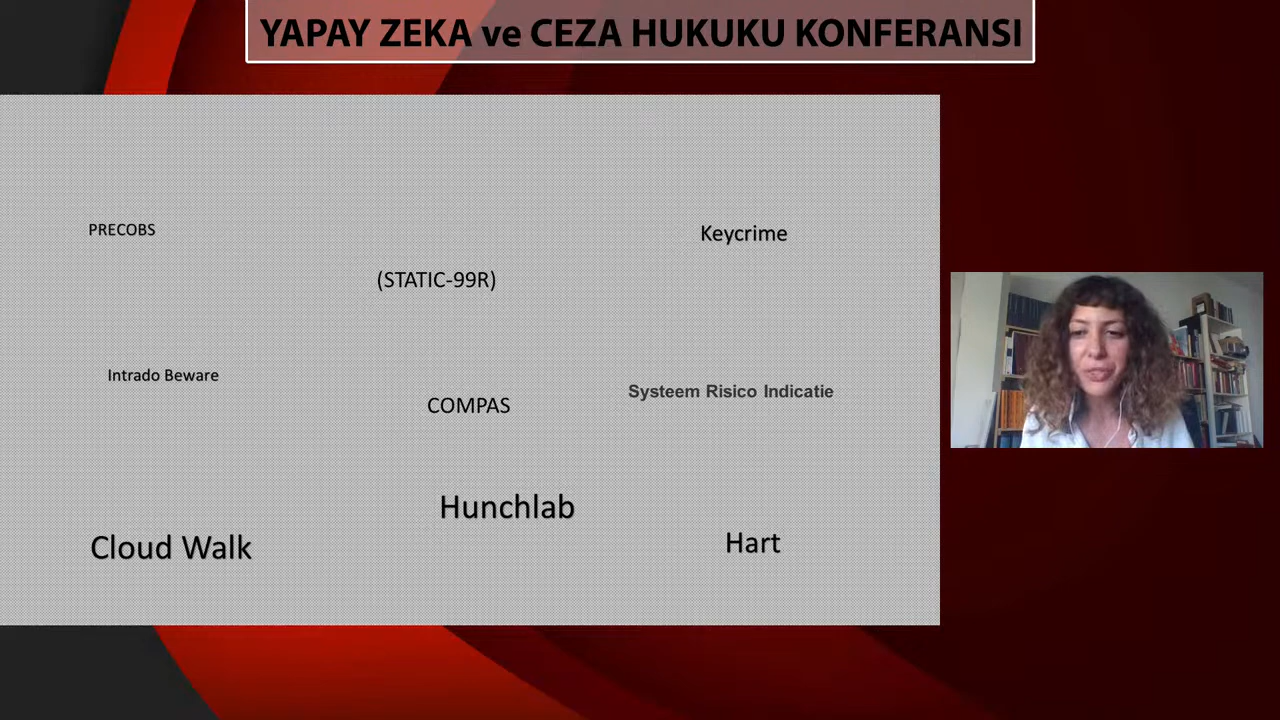 YAPAY ZEKA ve CEZA HUKUKU KONFERANSI
PRECOBS
Keycrime
(STATIC-99R)
Intrado Beware
Systeem Risico Indicatie
COMPAS
Hunchlab
Hart
Cloud Walk